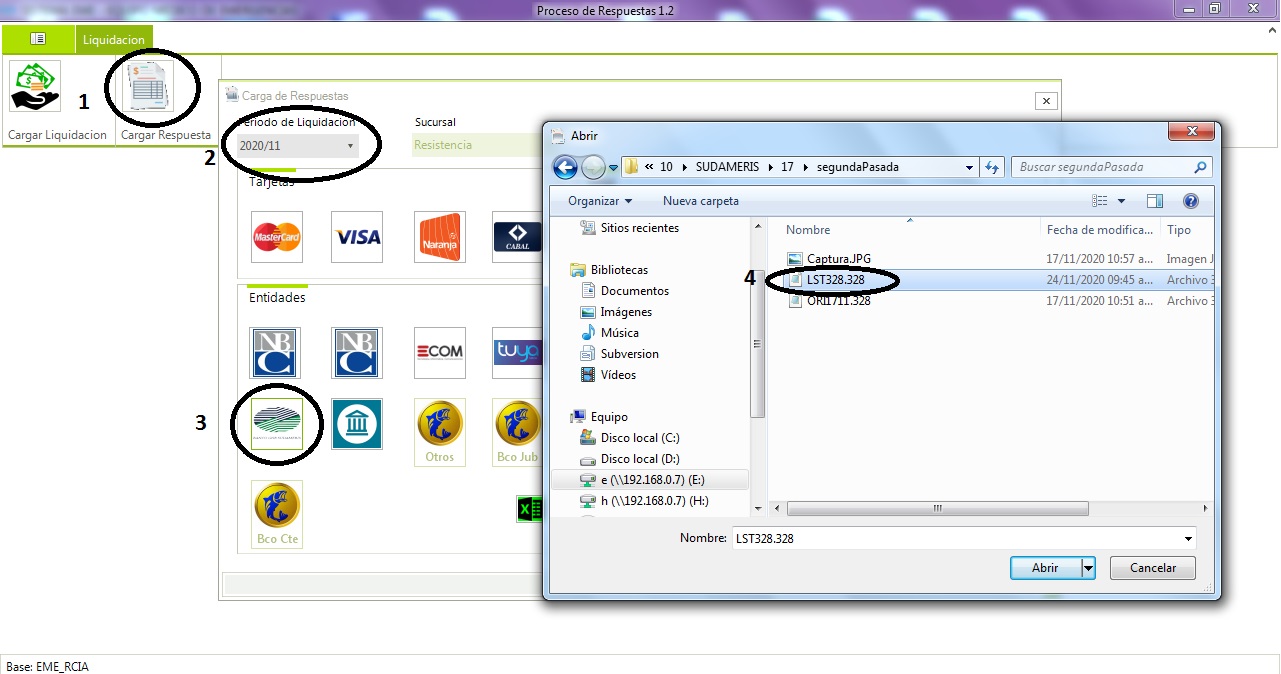 Proceso de Respuestas 1.2
Liquidacion
1
Cargar Liquidacion
Cargar Respuesta
Carga de Respuestas
Periodo de Liquidacion
Sucursal
2
2020/11
Resistencia
Tarjetas
MasterCard
VISA
Naranja
CABAL
Entidades
NBC
NBC
ECOM
tuya
3
Otros
Bco Jub
Bco Cte
Abrir
« 10 SUDAMERIS 17 segundaPasada
Buscar segundaPasada
Organizar
Nueva carpeta
Sitios recientes
Bibliotecas
Documentos
Imágenes
Música
Subversion
Vídeos
Equipo
Disco local (C:)
Disco local (D:)
e (\\192.168.0.7) (E:)
h (\\192.168.0.7) (H:)
Nombre Fecha de modifica... Tipo
Captura.JPG 17/11/2020 10:57 a... Imagen J
4
LST328.328 24/11/2020 09:45 a... Archivo 3
ORI1711.328 17/11/2020 10:51 a... Archivo 3
Nombre: LST328.328
Abrir
Cancelar
Base: EME_RCIA